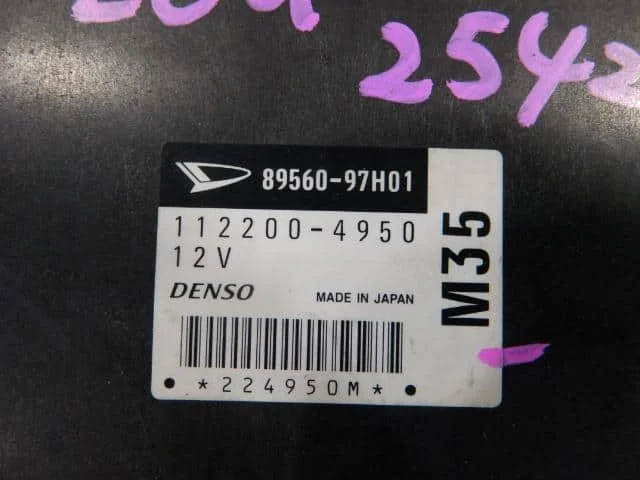 2542
89560-97H01
112200-4950
12V
DENSO MADE IN JAPAN
M35
*224950M*